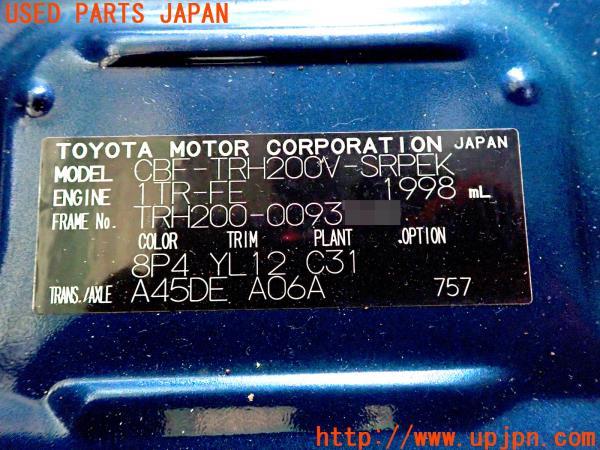 USED PARTS JAPAN
TOYOTA MOTOR CORPORATION JAPAN
MODEL CBF-TRH200V-SRPEK
ENGINE 1TR-FE 1998 mL
FRAME No. TRH200-0093
COLOR TRIM PLANT .OPTION
8P4 YL12 C31
TRANS./AXLE A45DE A06A 757
http://www.upjpn.com/